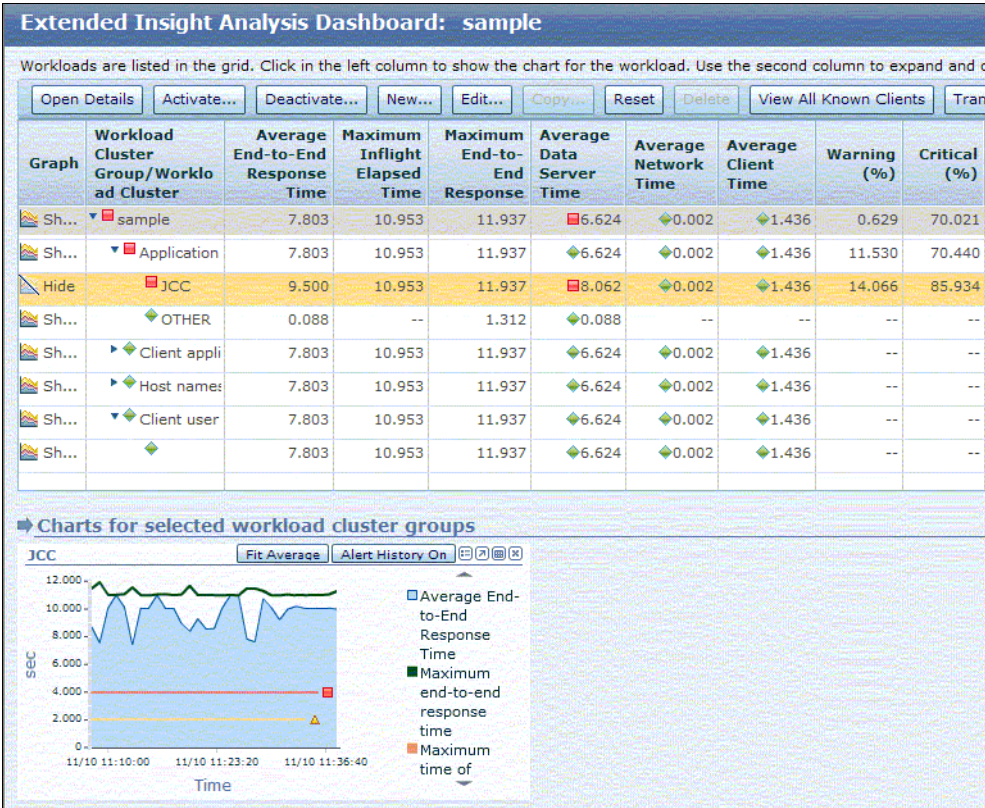 Extended Insight Analysis Dashboard: sample
Workloads are listed in the grid. Click in the left column to show the chart for the workload. Use the second column to expand and
Open Details Activate... Deactivate... New... Edit... Copy... Reset Delete View All Known Clients Tran
Graph Workload Cluster Group/Worklo ad Cluster Average End-to-End Response Time Maximum Inflight Elapsed Time Maximum End-to-End Response Average Data Server Time Average Network Time Average Client Time Warning (%) Critical (%)
Sh... sample 7.803 10.953 11.937 6.624 0.002 1.436 0.629 70.021
Sh... Application 7.803 10.953 11.937 6.624 0.002 1.436 11.530 70.440
Hide JCC 9.500 10.953 11.937 8.062 0.002 1.436 14.066 85.934
Sh... OTHER 0.088 -- 1.312 0.088 -- -- -- --
Sh... Client appli 7.803 10.953 11.937 6.624 0.002 1.436 -- --
Sh... Host names 7.803 10.953 11.937 6.624 0.002 1.436 -- --
Sh... Client user 7.803 10.953 11.937 6.624 0.002 1.436 -- --
Sh... 7.803 10.953 11.937 6.624 0.002 1.436 -- --
Charts for selected workload cluster groups
JCC Fit Average Alert History On
12.000
10.000
8.000
6.000
4.000
2.000
0
sec
11/10 11:10:00 11/10 11:23:20 11/10 11:36:40
Time
Average End-
to-End
Response
Time
Maximum
end-to-end
response
time
Maximum
time of